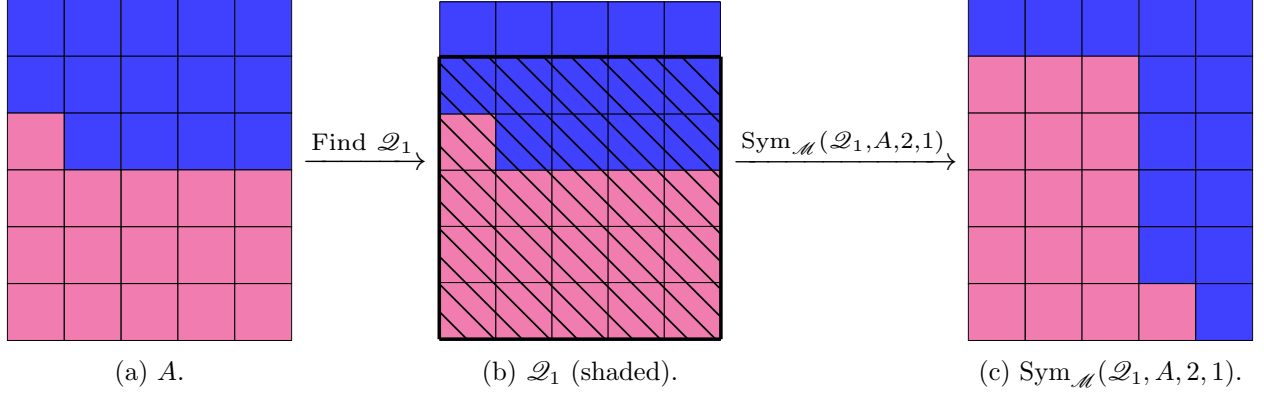 Find 𝒬₁
Sym_ℳ(𝒬₁,A,2,1)
(a) A.
(b) 𝒬₁ (shaded).
(c) Sym_ℳ(𝒬₁, A, 2, 1).